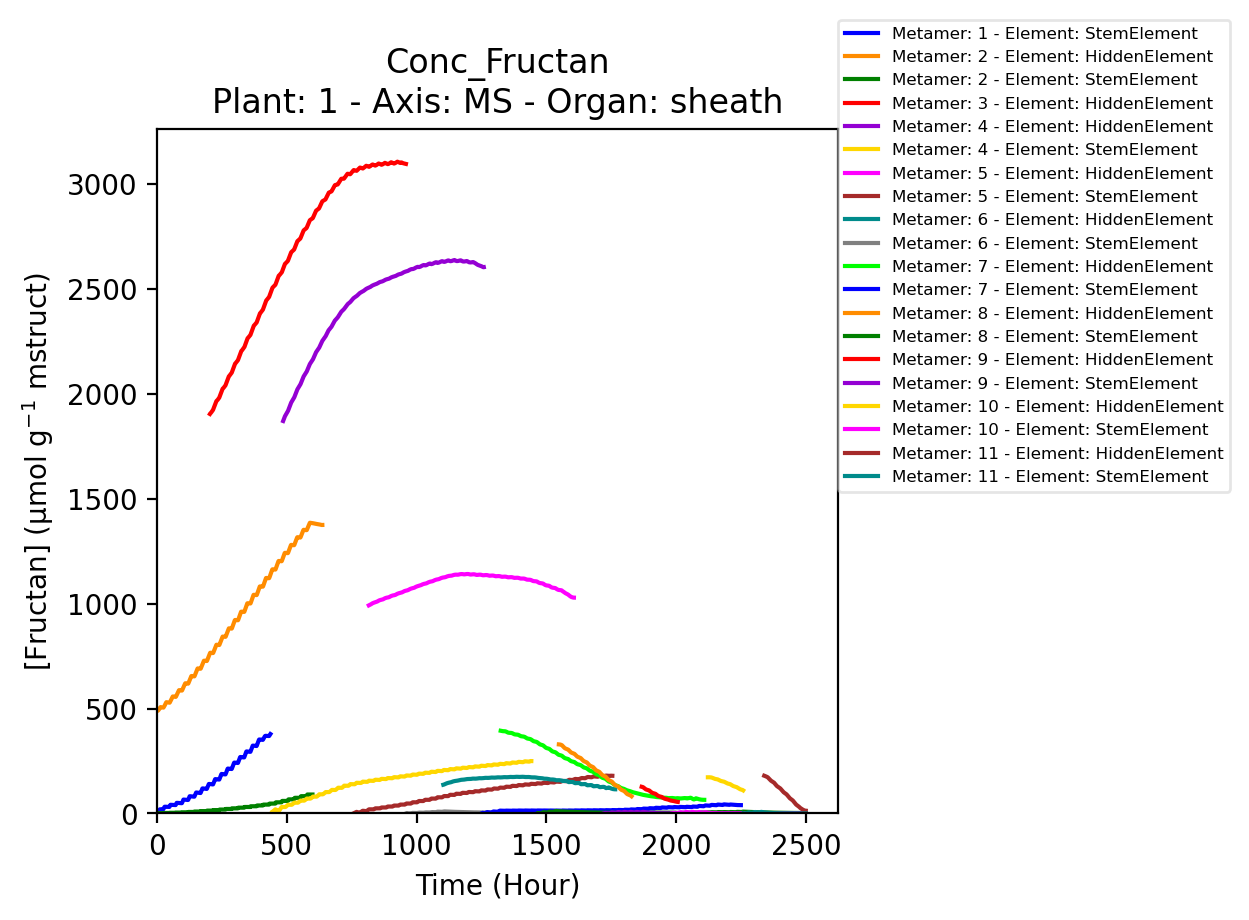 Conc_Fructan
Plant: 1 - Axis: MS - Organ: sheath
[Fructan] (µmol g⁻¹ mstruct)
3000
2500
2000
1500
1000
500
0
0 500 1000 1500 2000 2500
Time (Hour)
Metamer: 1 - Element: StemElement
Metamer: 2 - Element: HiddenElement
Metamer: 2 - Element: StemElement
Metamer: 3 - Element: HiddenElement
Metamer: 4 - Element: HiddenElement
Metamer: 4 - Element: StemElement
Metamer: 5 - Element: HiddenElement
Metamer: 5 - Element: StemElement
Metamer: 6 - Element: HiddenElement
Metamer: 6 - Element: StemElement
Metamer: 7 - Element: HiddenElement
Metamer: 7 - Element: StemElement
Metamer: 8 - Element: HiddenElement
Metamer: 8 - Element: StemElement
Metamer: 9 - Element: HiddenElement
Metamer: 9 - Element: StemElement
Metamer: 10 - Element: HiddenElement
Metamer: 10 - Element: StemElement
Metamer: 11 - Element: HiddenElement
Metamer: 11 - Element: StemElement